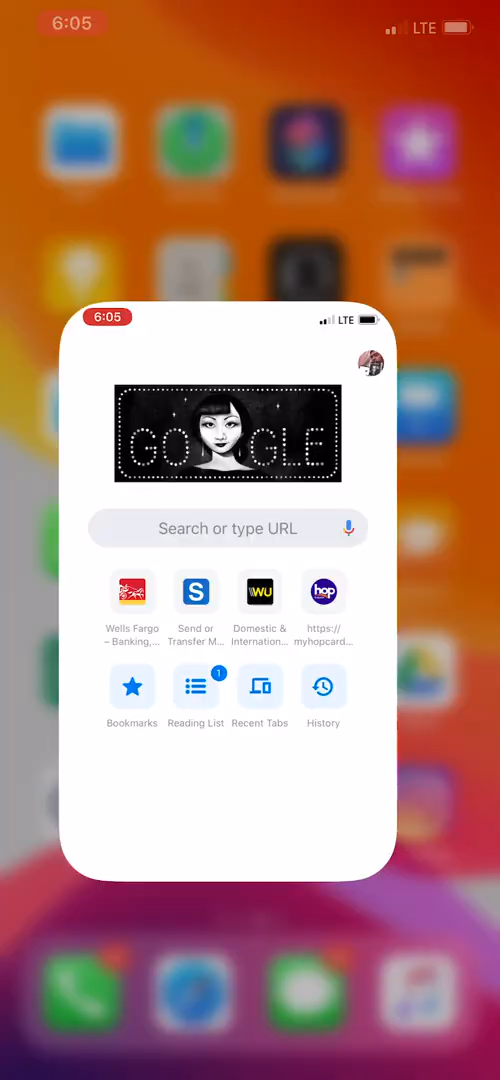 6:05
LTE
6:05
LTE
GOOGLE
Search or type URL
S
WU
hop
Wells Fargo
– Banking,...
Send or
Transfer M...
Domestic &
Internation...
https://
myhopcard...
1
Bookmarks
Reading List
Recent Tabs
History